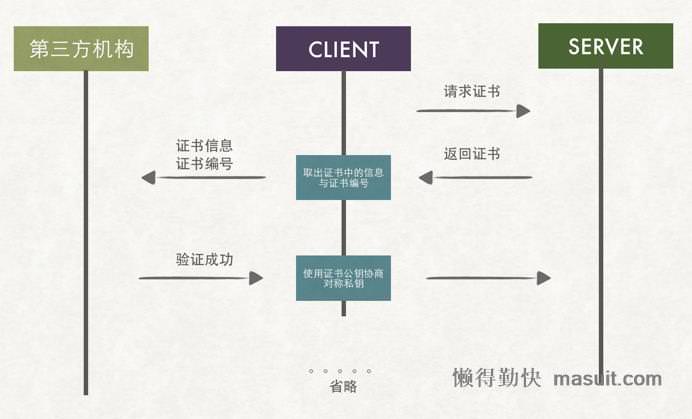 第三方机构
CLIENT
SERVER
请求证书
证书信息
证书编号
返回证书
取出证书中的信息
与证书编号
验证成功
使用证书公钥协商
对称私钥
省略
懒得勤快 masuit.com